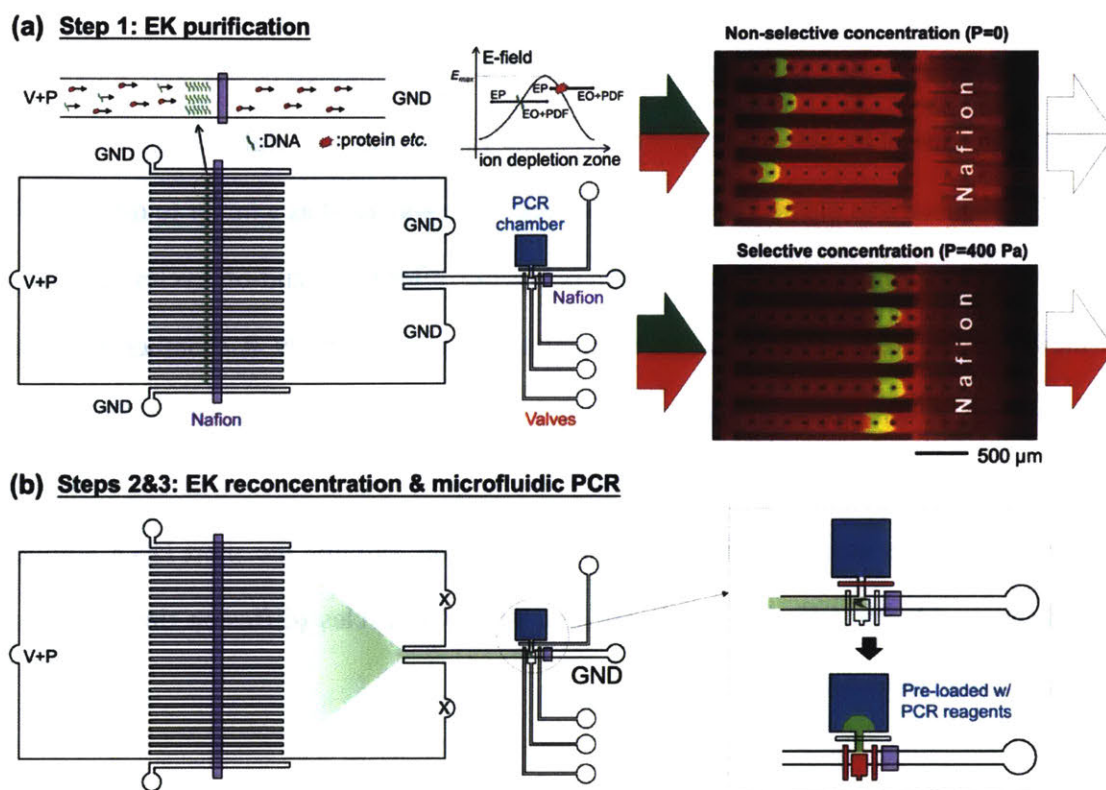 (a) Step 1: EK purification
V+P
GND
:DNA
:protein etc.
E-field
Emax
EP
EP
EO+PDF
EO+PDF
ion depletion zone
Non-selective concentration (P=0)
Nafion
GND
V+P
GND
GND
GND
Nafion
PCR
chamber
Nafion
Valves
Selective concentration (P=400 Pa)
Nafion
500 μm
(b) Steps 2&3: EK reconcentration & microfluidic PCR
V+P
X
X
GND
Pre-loaded w/
PCR reagents